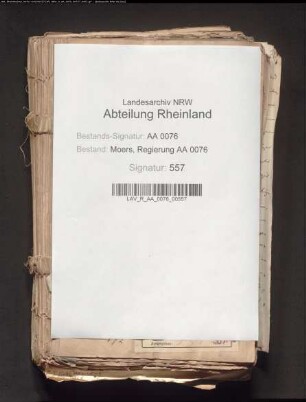 Landesarchiv NRW
Abteilung Rheinland
Bestands-Signatur: AA 0076
Bestand: Moers, Regierung AA 0076
Signatur: 557
LAV_R_AA_0076_00557